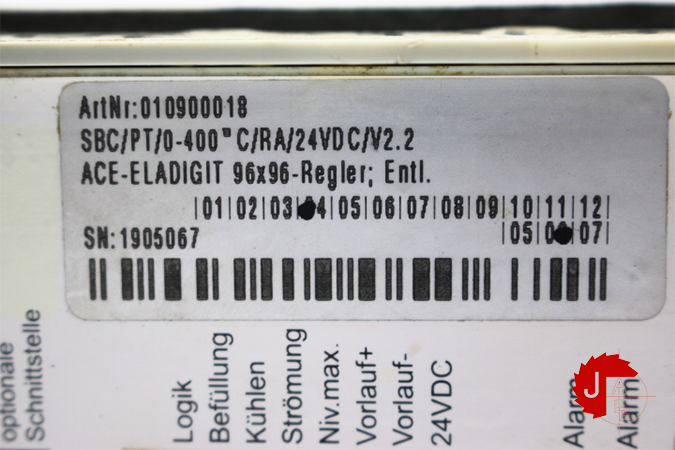 ArtNr:010900018
SBC/PT/0-400°C/RA/24VDC/V2.2
ACE-ELADIGIT 96x96-Regler; Entl.
|01|02|03|04|05|06|07|08|09|10|11|12|
SN:1905067 |05|06|07|
optionale
Schnittstelle
Logik
Befüllung
Kühlen
Strömung
Niv.max.
Vorlauf+
Vorlauf-
24VDC
Alarm
Alarm
J